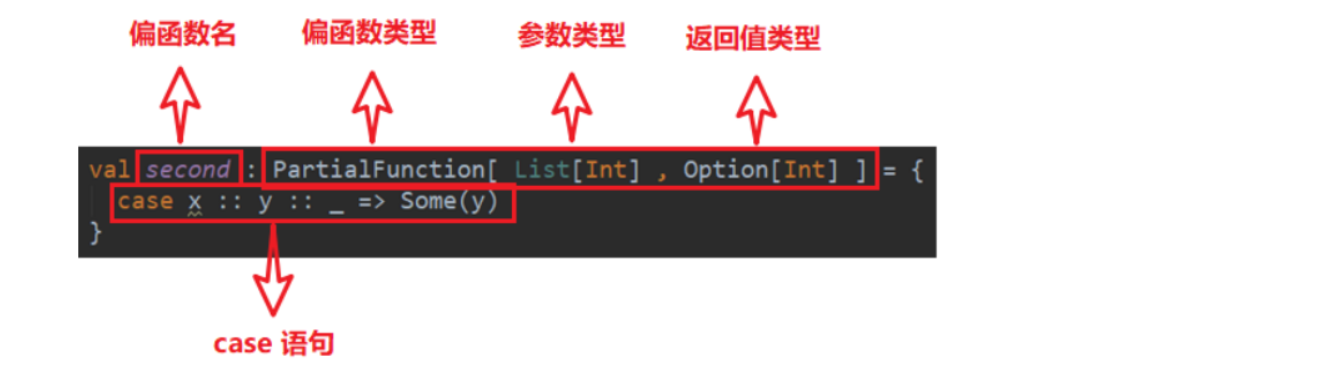 偏函数名 偏函数类型 参数类型 返回值类型
val second : PartialFunction[ List[Int] , Option[Int] ] = {
case x :: y :: _ => Some(y)
}
case 语句